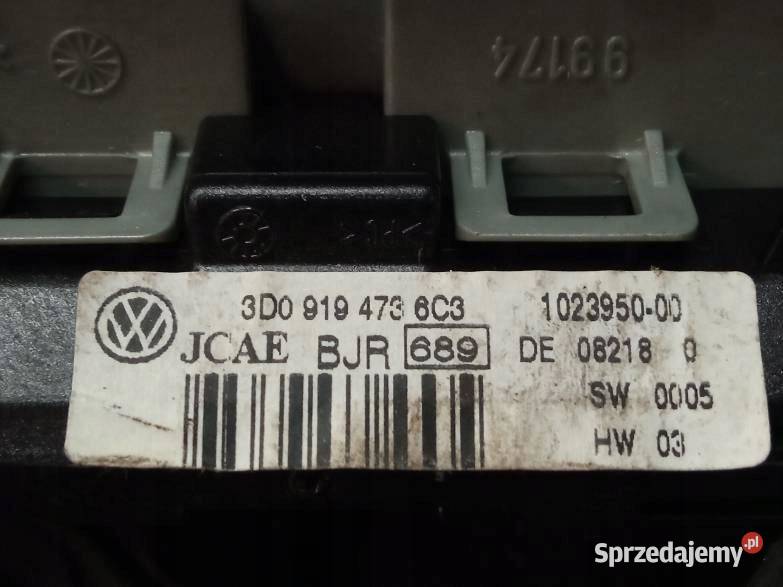 99174
3D0 919 473 6C3 1023950-00
JCAE BJR 689 DE 08218 0
SW 0005
HW 03
Sprzedajemy.pl